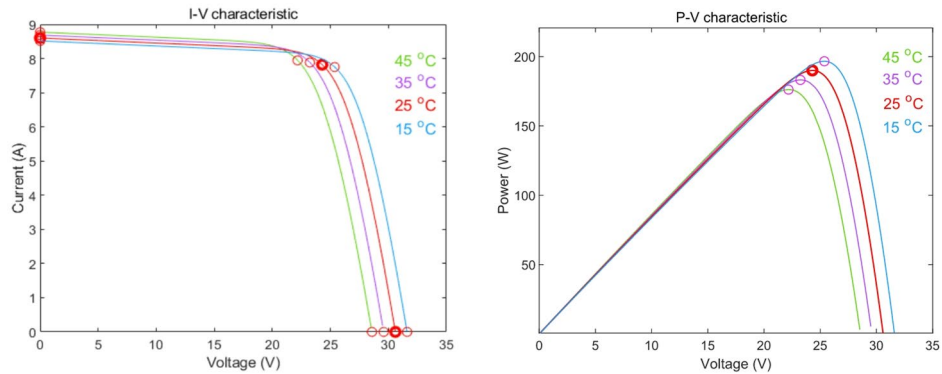 I-V characteristic
9
8
7
6
5
4
3
2
1
0
0
5
10
15
20
25
30
35
Current (A)
Voltage (V)
45 °C
35 °C
25 °C
15 °C
P-V characteristic
200
150
100
50
0
5
10
15
20
25
30
35
Power (W)
Voltage (V)
45 °C
35 °C
25 °C
15 °C